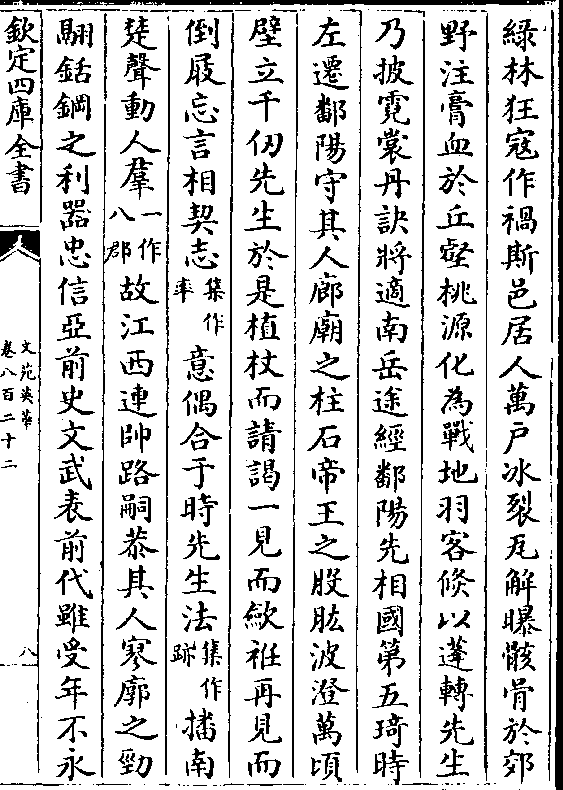 綠林狂寇作禍斯邑居人萬户冰裂瓦解曝骸骨於郊
野注膏血於丘壑桃源化為戰地羽客倐以蓬轉先生
乃披霓裳丹訣將適南岳途經鄱陽先相國第五琦時
左遷鄱陽守其人廊廟之柱石帝王之股肱波澄萬頃
壁立千仞先生於是植杖而請謁一見而歛袵再見而
倒屐忘言相契志集作率意偶合于時先生法集作跡播南
楚聲動人羣一作八郡故江西連帥路嗣恭其人寥廓之勁
翮銛鋼之利器忠信亞前史文武表前代雖受年不永
欽定四庫全書
文苑英華
卷八百二十二
八